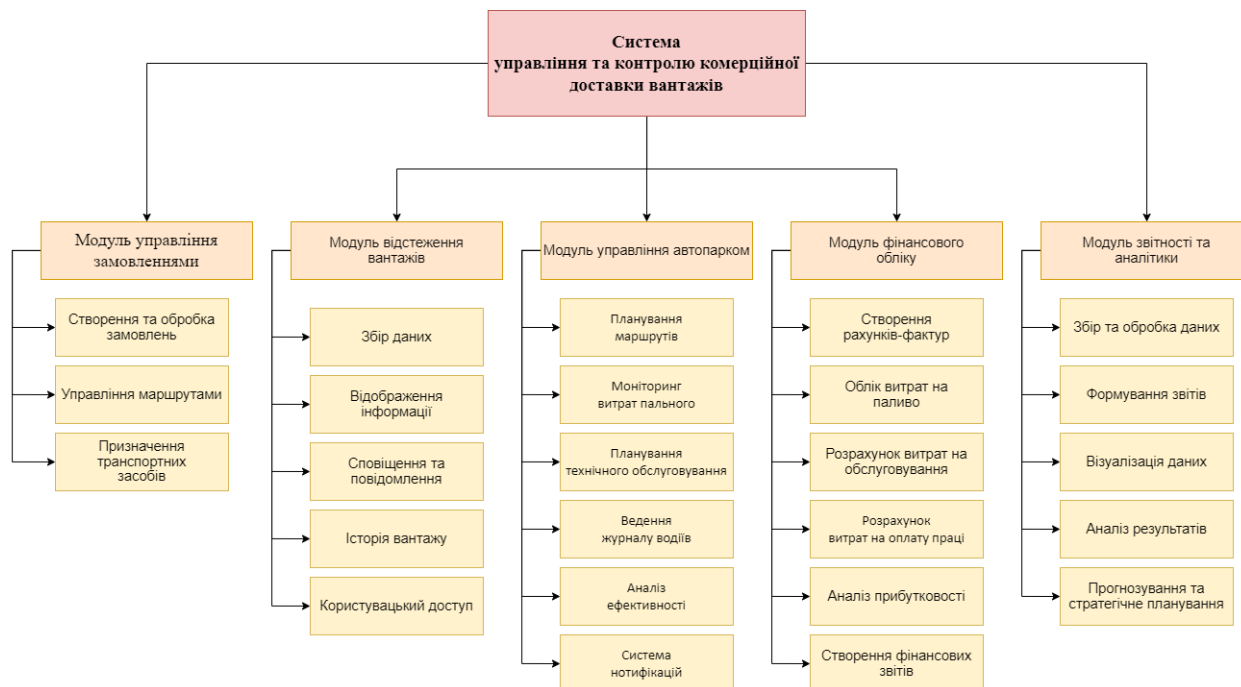 Система
управління та контролю комерційної
доставки вантажів
Модуль управління
замовленнями
Створення та обробка
замовлень
Управління маршрутами
Призначення
транспортних
засобів
Модуль відстеження
вантажів
Збір даних
Відображення
інформації
Сповіщення та
повідомлення
Історія вантажу
Користувацький доступ
Модуль управління автопарком
Планування
маршрутів
Моніторинг
витрат пального
Планування
технічного обслуговування
Ведення
журналу водіїв
Аналіз
ефективності
Система
нотифікацій
Модуль фінансового
обліку
Створення
рахунків-фактур
Облік витрат на
паливо
Розрахунок витрат на
обслуговування
Розрахунок
витрат на оплату праці
Аналіз прибутковості
Створення фінансових
звітів
Модуль звітності та
аналітики
Збір та обробка даних
Формування звітів
Візуалізація даних
Аналіз результатів
Прогнозування та
стратегічне планування